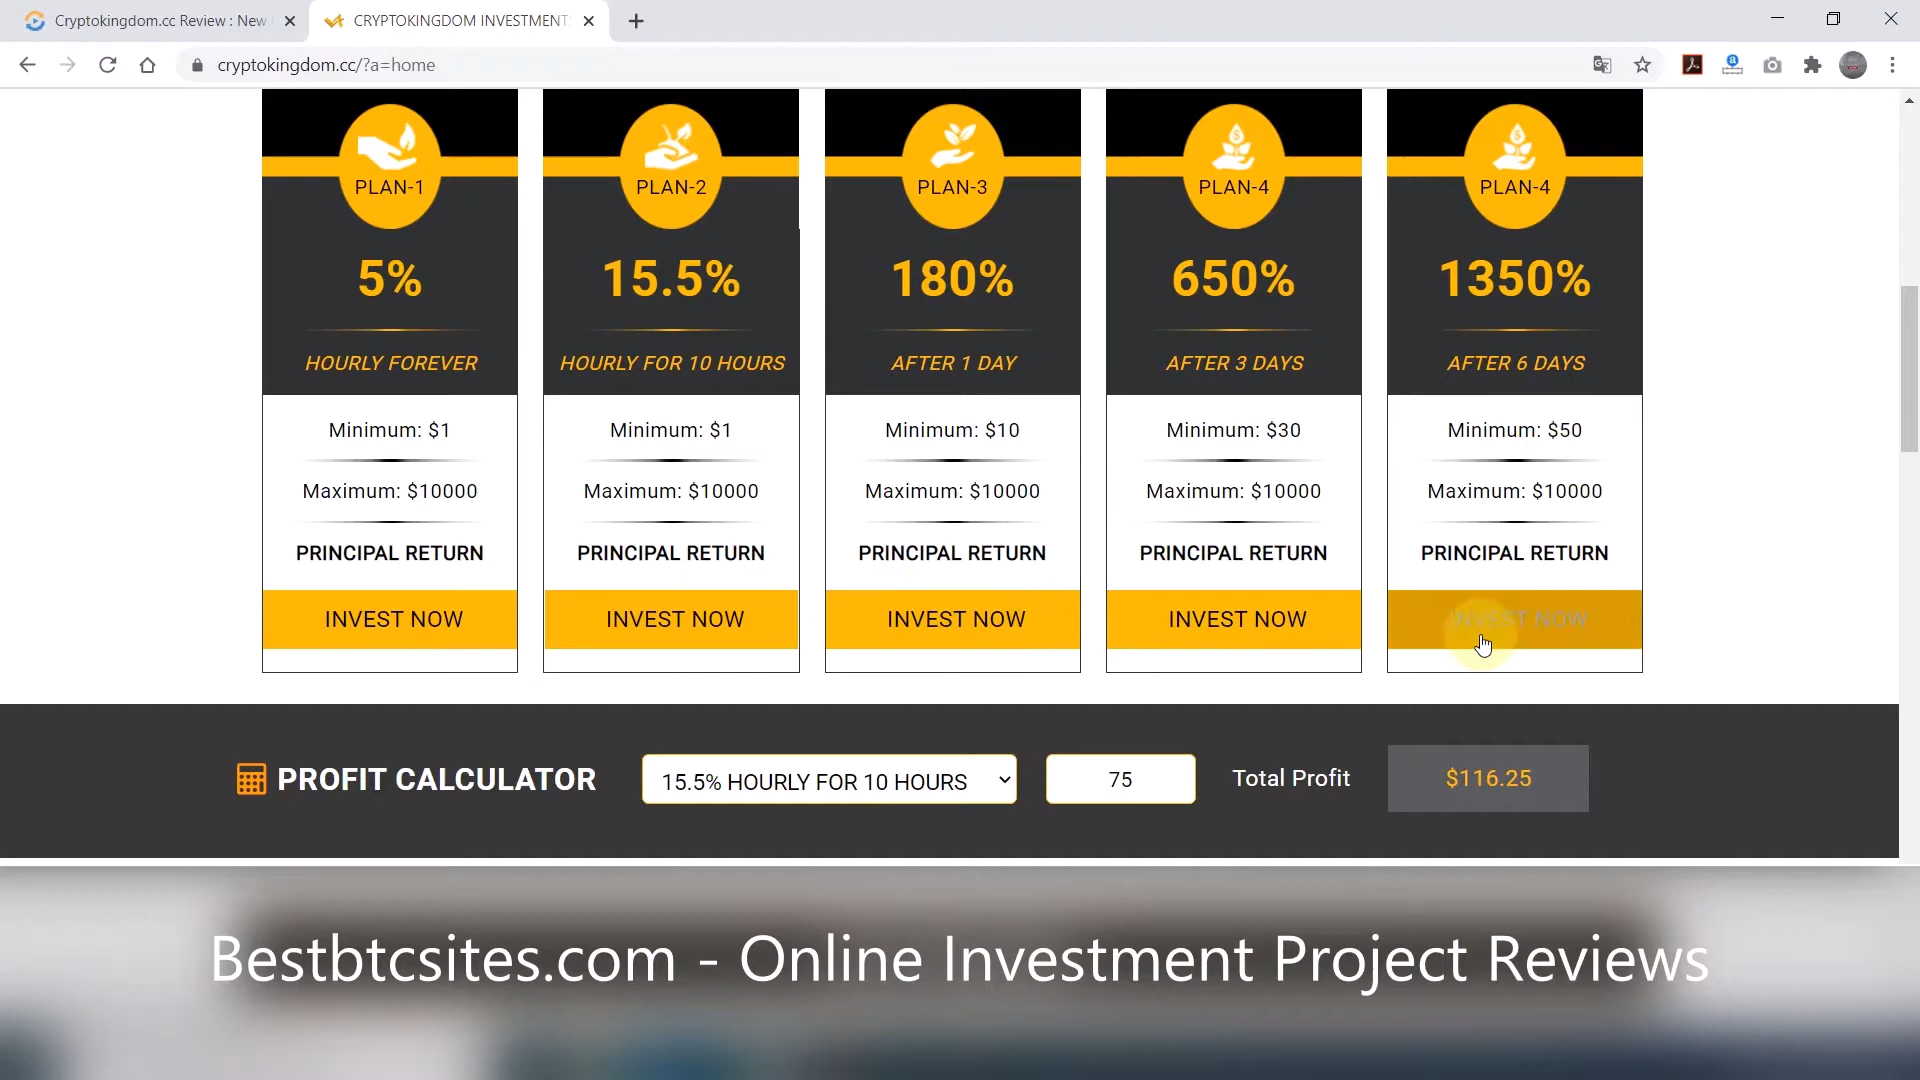 Cryptokingdom.cc Review : New
CRYPTOKINGDOM INVESTMENT
cryptokingdom.cc/?a=home
PLAN-1
5%
HOURLY FOREVER
Minimum: $1
Maximum: $10000
PRINCIPAL RETURN
INVEST NOW
PLAN-2
15.5%
HOURLY FOR 10 HOURS
Minimum: $1
Maximum: $10000
PRINCIPAL RETURN
INVEST NOW
PLAN-3
180%
AFTER 1 DAY
Minimum: $10
Maximum: $10000
PRINCIPAL RETURN
INVEST NOW
PLAN-4
650%
AFTER 3 DAYS
Minimum: $30
Maximum: $10000
PRINCIPAL RETURN
INVEST NOW
PLAN-4
1350%
AFTER 6 DAYS
Minimum: $50
Maximum: $10000
PRINCIPAL RETURN
INVEST NOW
PROFIT CALCULATOR
15.5% HOURLY FOR 10 HOURS
75
Total Profit
$116.25
Bestbtcsites.com - Online Investment Project Reviews